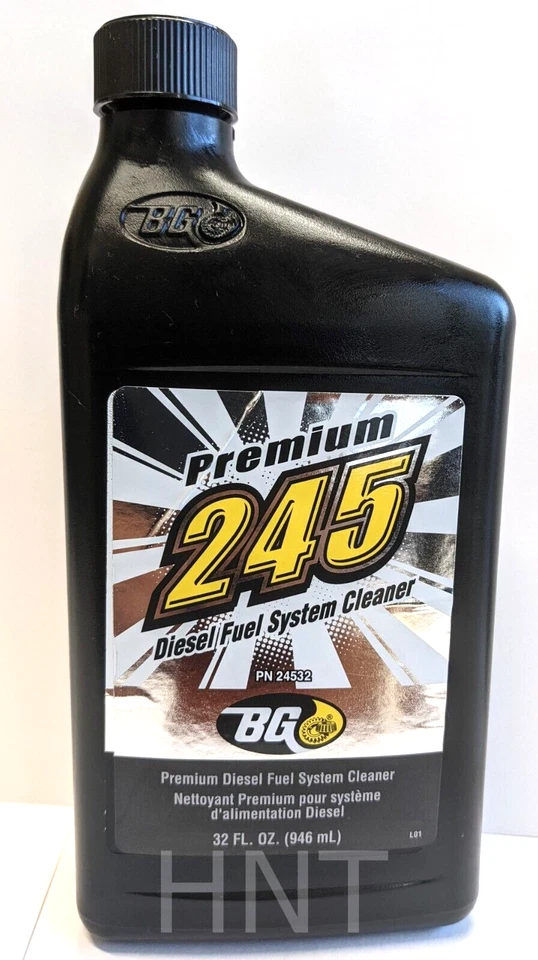 BG
Premium
245
Diesel Fuel System Cleaner
PN 24532
BG®
Premium Diesel Fuel System Cleaner
Nettoyant Premium pour système
d'alimentation Diesel
32 FL. OZ. (946 mL)
L01
HNT